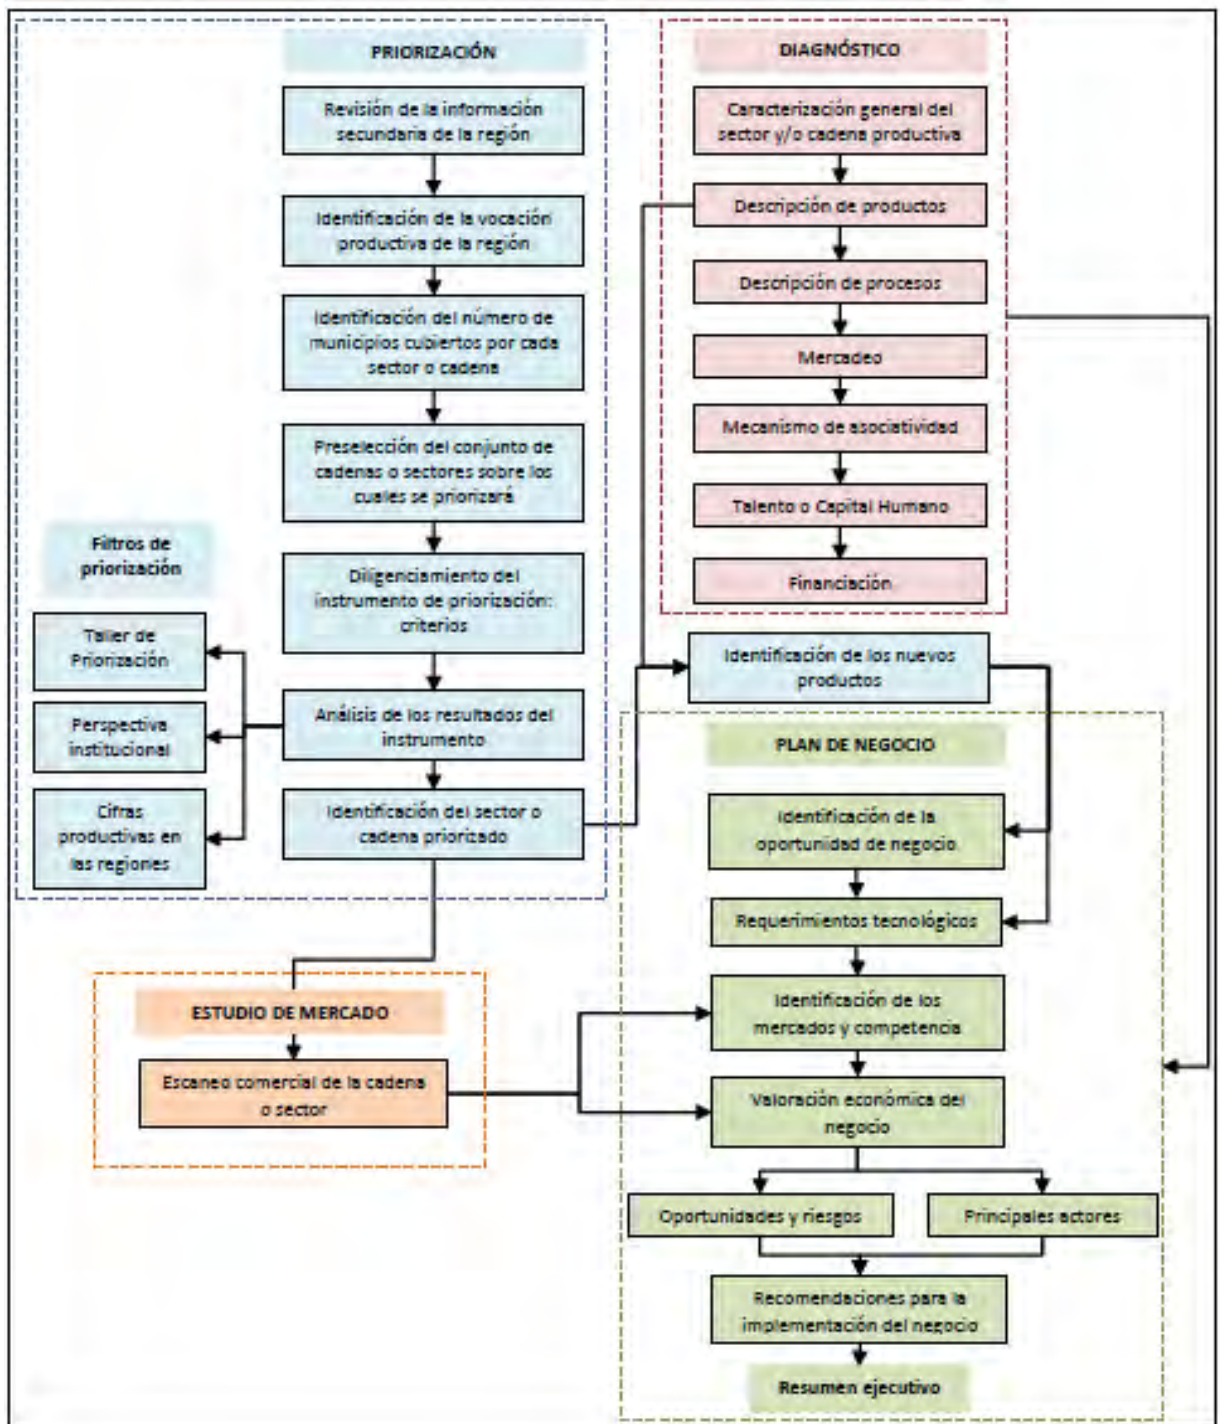 PRIORIZACIÓN
Revisión de la información
secundaria de la región
Identificación de la vocación
productiva de la región
Identificación del número de
municipios cubiertos por cada
sector o cadena
Preselección del conjunto de
cadenas o sectores sobre los
cuales se priorizará
Diligenciamiento del
instrumento de priorización:
criterios
Análisis de los resultados del
instrumento
Identificación del sector o
cadena priorizado
Filtros de
priorización
Taller de
Priorización
Perspectiva
institucional
Cifras
productivas en
las regiones
ESTUDIO DE MERCADO
Escaneo comercial de la cadena
o sector
DIAGNÓSTICO
Caracterización general del
sector y/o cadena productiva
Descripción de productos
Descripción de procesos
Mercadeo
Mecanismo de asociatividad
Talento o Capital Humano
Financiación
Identificación de los nuevos
productos
PLAN DE NEGOCIO
Identificación de la
oportunidad de negocio
Requerimientos tecnológicos
Identificación de los
mercados y competencia
Valoración económica del
negocio
Oportunidades y riesgos
Principales actores
Recomendaciones para la
implementación del negocio
Resumen ejecutivo